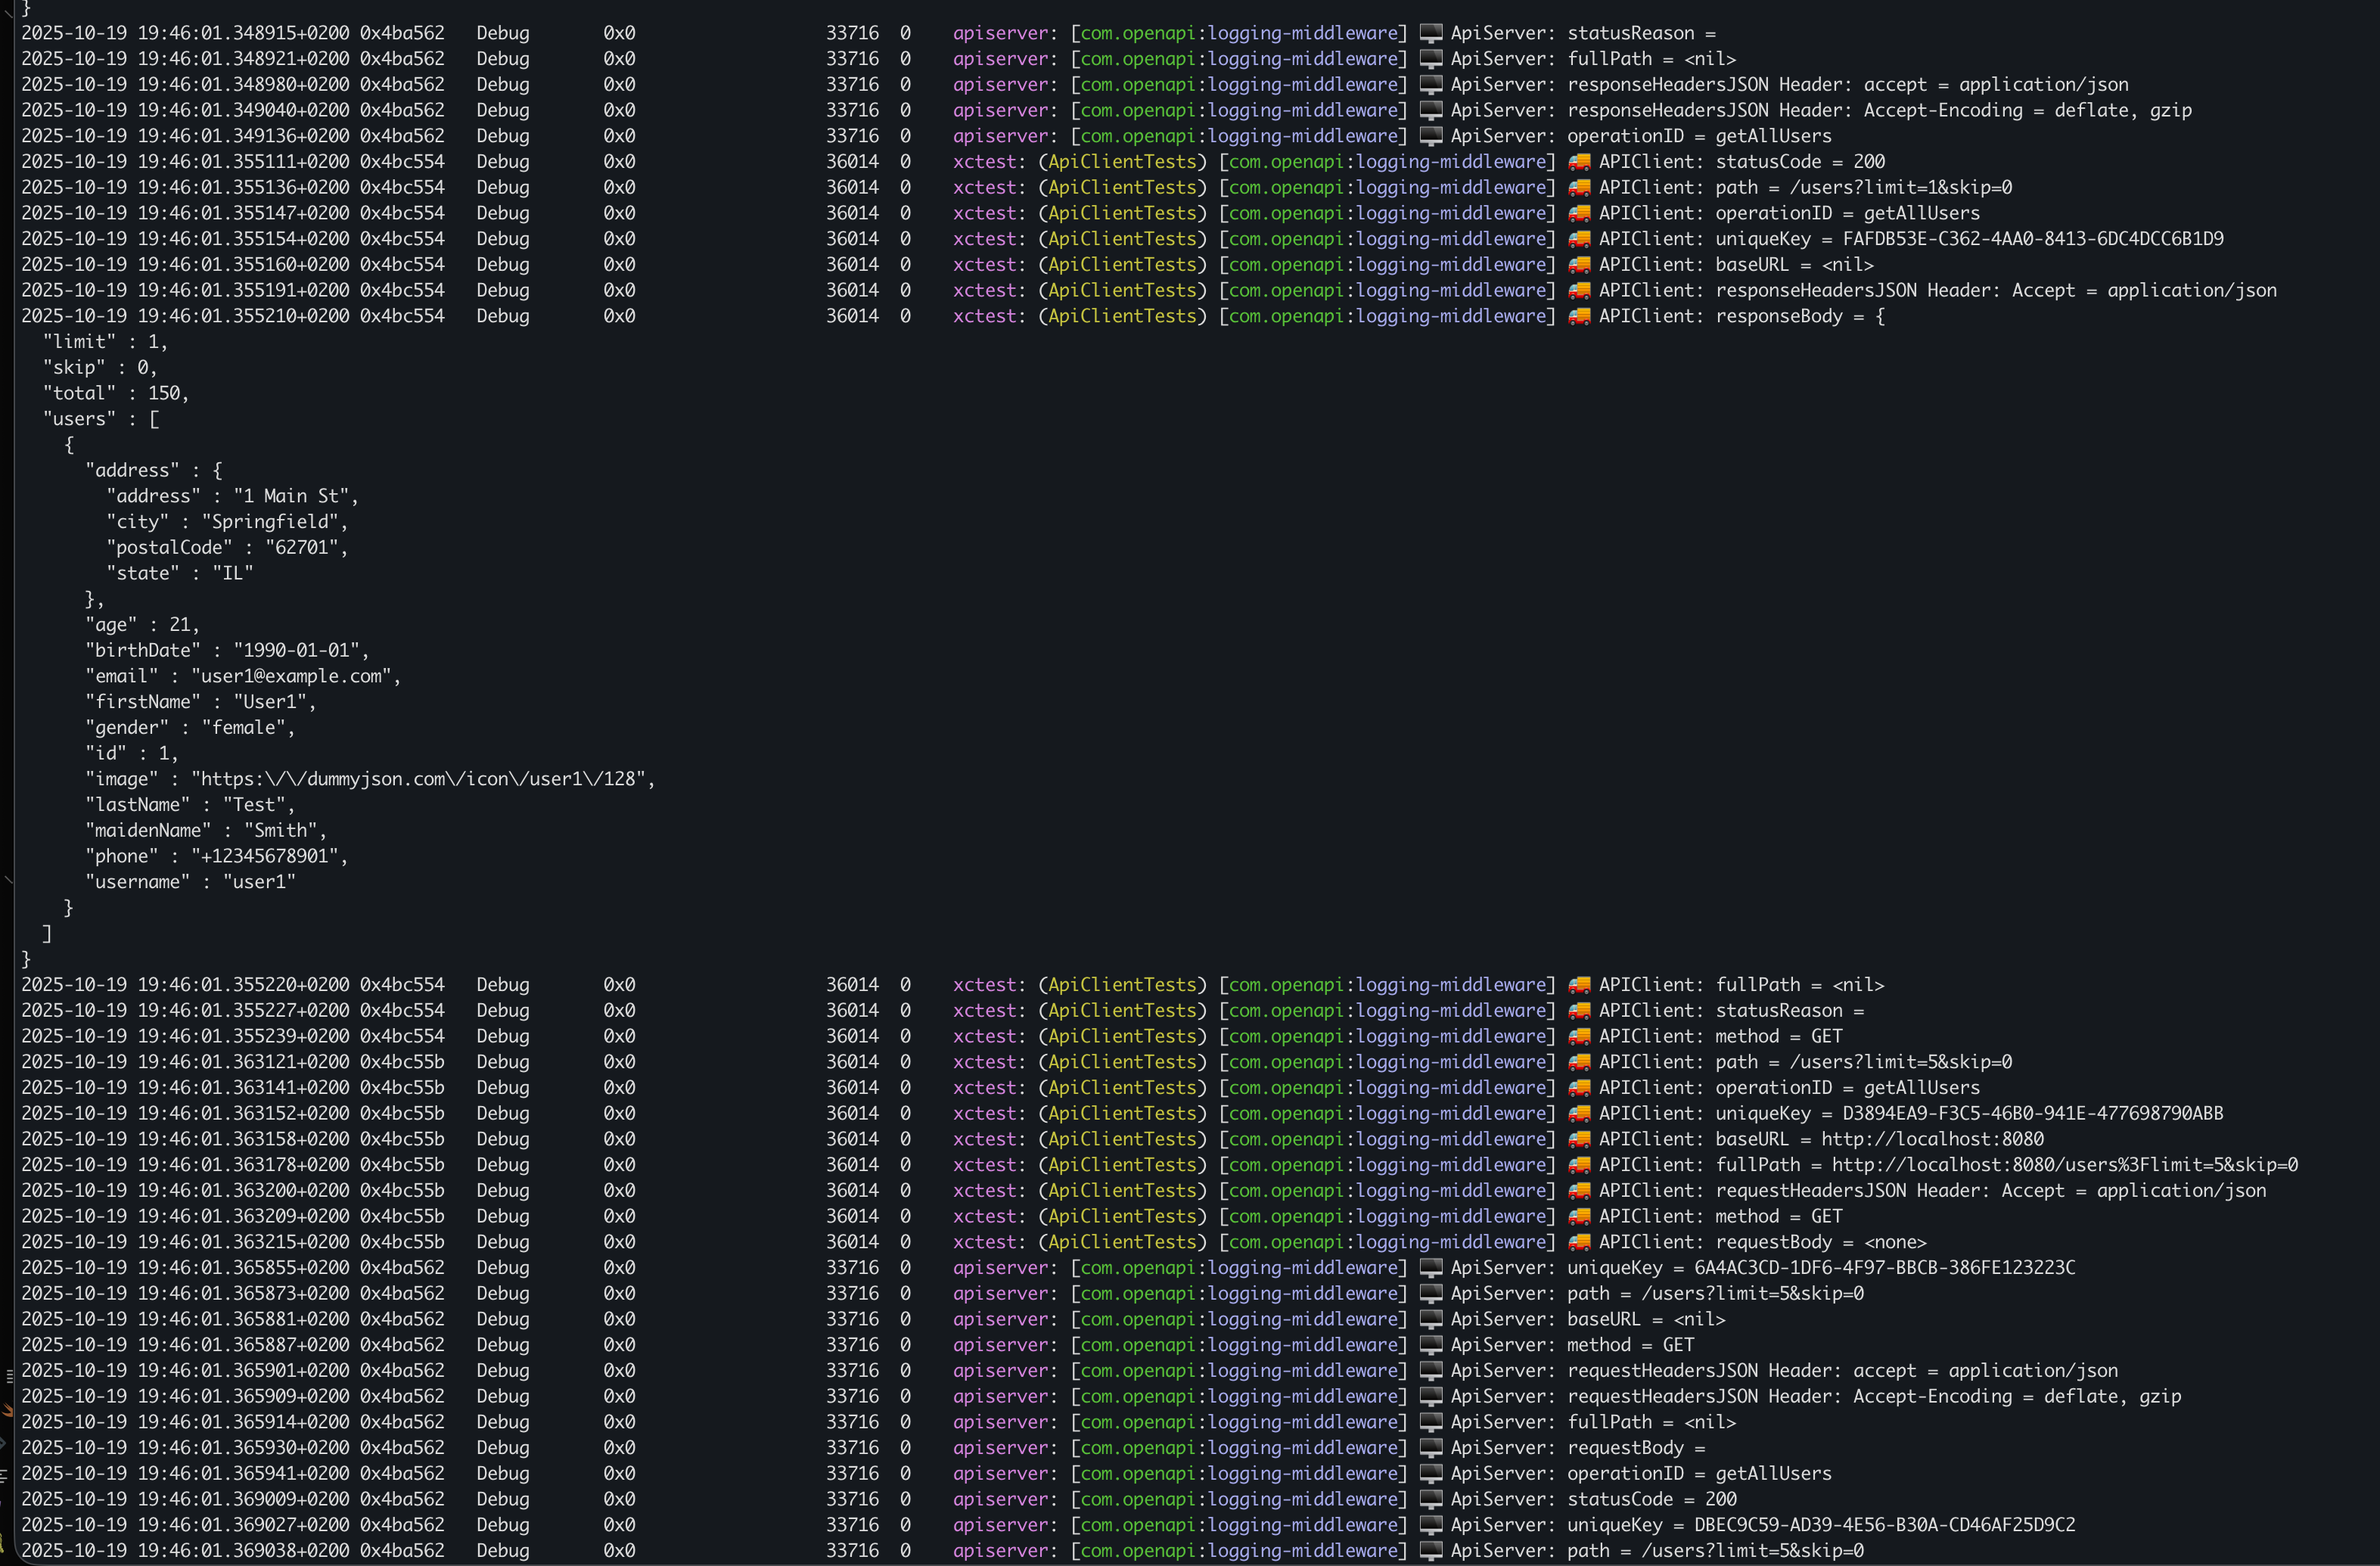 }
2025-10-19 19:46:01.348915+0200 0x4ba562   Debug       0x0                  33716  0    apiserver: [com.openapi:logging-middleware] 🖥️ ApiServer: statusReason =
2025-10-19 19:46:01.348921+0200 0x4ba562   Debug       0x0                  33716  0    apiserver: [com.openapi:logging-middleware] 🖥️ ApiServer: fullPath = <nil>
2025-10-19 19:46:01.348980+0200 0x4ba562   Debug       0x0                  33716  0    apiserver: [com.openapi:logging-middleware] 🖥️ ApiServer: responseHeadersJSON Header: accept = application/json
2025-10-19 19:46:01.349040+0200 0x4ba562   Debug       0x0                  33716  0    apiserver: [com.openapi:logging-middleware] 🖥️ ApiServer: responseHeadersJSON Header: Accept-Encoding = deflate, gzip
2025-10-19 19:46:01.349136+0200 0x4ba562   Debug       0x0                  33716  0    apiserver: [com.openapi:logging-middleware] 🖥️ ApiServer: operationID = getAllUsers
2025-10-19 19:46:01.355111+0200 0x4bc554   Debug       0x0                  36014  0    xctest: (ApiClientTests) [com.openapi:logging-middleware] 🚚 APIClient: statusCode = 200
2025-10-19 19:46:01.355136+0200 0x4bc554   Debug       0x0                  36014  0    xctest: (ApiClientTests) [com.openapi:logging-middleware] 🚚 APIClient: path = /users?limit=1&skip=0
2025-10-19 19:46:01.355147+0200 0x4bc554   Debug       0x0                  36014  0    xctest: (ApiClientTests) [com.openapi:logging-middleware] 🚚 APIClient: operationID = getAllUsers
2025-10-19 19:46:01.355154+0200 0x4bc554   Debug       0x0                  36014  0    xctest: (ApiClientTests) [com.openapi:logging-middleware] 🚚 APIClient: uniqueKey = FAFDB53E-C362-4AA0-8413-6DC4DCC6B1D9
2025-10-19 19:46:01.355160+0200 0x4bc554   Debug       0x0                  36014  0    xctest: (ApiClientTests) [com.openapi:logging-middleware] 🚚 APIClient: baseURL = <nil>
2025-10-19 19:46:01.355191+0200 0x4bc554   Debug       0x0                  36014  0    xctest: (ApiClientTests) [com.openapi:logging-middleware] 🚚 APIClient: responseHeadersJSON Header: Accept = application/json
2025-10-19 19:46:01.355210+0200 0x4bc554   Debug       0x0                  36014  0    xctest: (ApiClientTests) [com.openapi:logging-middleware] 🚚 APIClient: responseBody = {
  "limit" : 1,
  "skip" : 0,
  "total" : 150,
  "users" : [
    {
      "address" : {
        "address" : "1 Main St",
        "city" : "Springfield",
        "postalCode" : "62701",
        "state" : "IL"
      },
      "age" : 21,
      "birthDate" : "1990-01-01",
      "email" : "user1@example.com",
      "firstName" : "User1",
      "gender" : "female",
      "id" : 1,
      "image" : "https:\/\/dummyjson.com\/icon\/user1\/128",
      "lastName" : "Test",
      "maidenName" : "Smith",
      "phone" : "+12345678901",
      "username" : "user1"
    }
  ]
}
2025-10-19 19:46:01.355220+0200 0x4bc554   Debug       0x0                  36014  0    xctest: (ApiClientTests) [com.openapi:logging-middleware] 🚚 APIClient: fullPath = <nil>
2025-10-19 19:46:01.355227+0200 0x4bc554   Debug       0x0                  36014  0    xctest: (ApiClientTests) [com.openapi:logging-middleware] 🚚 APIClient: statusReason =
2025-10-19 19:46:01.355239+0200 0x4bc554   Debug       0x0                  36014  0    xctest: (ApiClientTests) [com.openapi:logging-middleware] 🚚 APIClient: method = GET
2025-10-19 19:46:01.363121+0200 0x4bc55b   Debug       0x0                  36014  0    xctest: (ApiClientTests) [com.openapi:logging-middleware] 🚚 APIClient: path = /users?limit=5&skip=0
2025-10-19 19:46:01.363141+0200 0x4bc55b   Debug       0x0                  36014  0    xctest: (ApiClientTests) [com.openapi:logging-middleware] 🚚 APIClient: operationID = getAllUsers
2025-10-19 19:46:01.363152+0200 0x4bc55b   Debug       0x0                  36014  0    xctest: (ApiClientTests) [com.openapi:logging-middleware] 🚚 APIClient: uniqueKey = D3894EA9-F3C5-46B0-941E-477698790ABB
2025-10-19 19:46:01.363158+0200 0x4bc55b   Debug       0x0                  36014  0    xctest: (ApiClientTests) [com.openapi:logging-middleware] 🚚 APIClient: baseURL = http://localhost:8080
2025-10-19 19:46:01.363178+0200 0x4bc55b   Debug       0x0                  36014  0    xctest: (ApiClientTests) [com.openapi:logging-middleware] 🚚 APIClient: fullPath = http://localhost:8080/users%3Flimit=5&skip=0
2025-10-19 19:46:01.363200+0200 0x4bc55b   Debug       0x0                  36014  0    xctest: (ApiClientTests) [com.openapi:logging-middleware] 🚚 APIClient: requestHeadersJSON Header: Accept = application/json
2025-10-19 19:46:01.363209+0200 0x4bc55b   Debug       0x0                  36014  0    xctest: (ApiClientTests) [com.openapi:logging-middleware] 🚚 APIClient: method = GET
2025-10-19 19:46:01.363215+0200 0x4bc55b   Debug       0x0                  36014  0    xctest: (ApiClientTests) [com.openapi:logging-middleware] 🚚 APIClient: requestBody = <none>
2025-10-19 19:46:01.365855+0200 0x4ba562   Debug       0x0                  33716  0    apiserver: [com.openapi:logging-middleware] 🖥️ ApiServer: uniqueKey = 6A4AC3CD-1DF6-4F97-BBCB-386FE123223C
2025-10-19 19:46:01.365873+0200 0x4ba562   Debug       0x0                  33716  0    apiserver: [com.openapi:logging-middleware] 🖥️ ApiServer: path = /users?limit=5&skip=0
2025-10-19 19:46:01.365881+0200 0x4ba562   Debug       0x0                  33716  0    apiserver: [com.openapi:logging-middleware] 🖥️ ApiServer: baseURL = <nil>
2025-10-19 19:46:01.365887+0200 0x4ba562   Debug       0x0                  33716  0    apiserver: [com.openapi:logging-middleware] 🖥️ ApiServer: method = GET
2025-10-19 19:46:01.365901+0200 0x4ba562   Debug       0x0                  33716  0    apiserver: [com.openapi:logging-middleware] 🖥️ ApiServer: requestHeadersJSON Header: accept = application/json
2025-10-19 19:46:01.365909+0200 0x4ba562   Debug       0x0                  33716  0    apiserver: [com.openapi:logging-middleware] 🖥️ ApiServer: requestHeadersJSON Header: Accept-Encoding = deflate, gzip
2025-10-19 19:46:01.365914+0200 0x4ba562   Debug       0x0                  33716  0    apiserver: [com.openapi:logging-middleware] 🖥️ ApiServer: fullPath = <nil>
2025-10-19 19:46:01.365930+0200 0x4ba562   Debug       0x0                  33716  0    apiserver: [com.openapi:logging-middleware] 🖥️ ApiServer: requestBody =
2025-10-19 19:46:01.365941+0200 0x4ba562   Debug       0x0                  33716  0    apiserver: [com.openapi:logging-middleware] 🖥️ ApiServer: operationID = getAllUsers
2025-10-19 19:46:01.369009+0200 0x4ba562   Debug       0x0                  33716  0    apiserver: [com.openapi:logging-middleware] 🖥️ ApiServer: statusCode = 200
2025-10-19 19:46:01.369027+0200 0x4ba562   Debug       0x0                  33716  0    apiserver: [com.openapi:logging-middleware] 🖥️ ApiServer: uniqueKey = DBEC9C59-AD39-4E56-B30A-CD46AF25D9C2
2025-10-19 19:46:01.369038+0200 0x4ba562   Debug       0x0                  33716  0    apiserver: [com.openapi:logging-middleware] 🖥️ ApiServer: path = /users?limit=5&skip=0